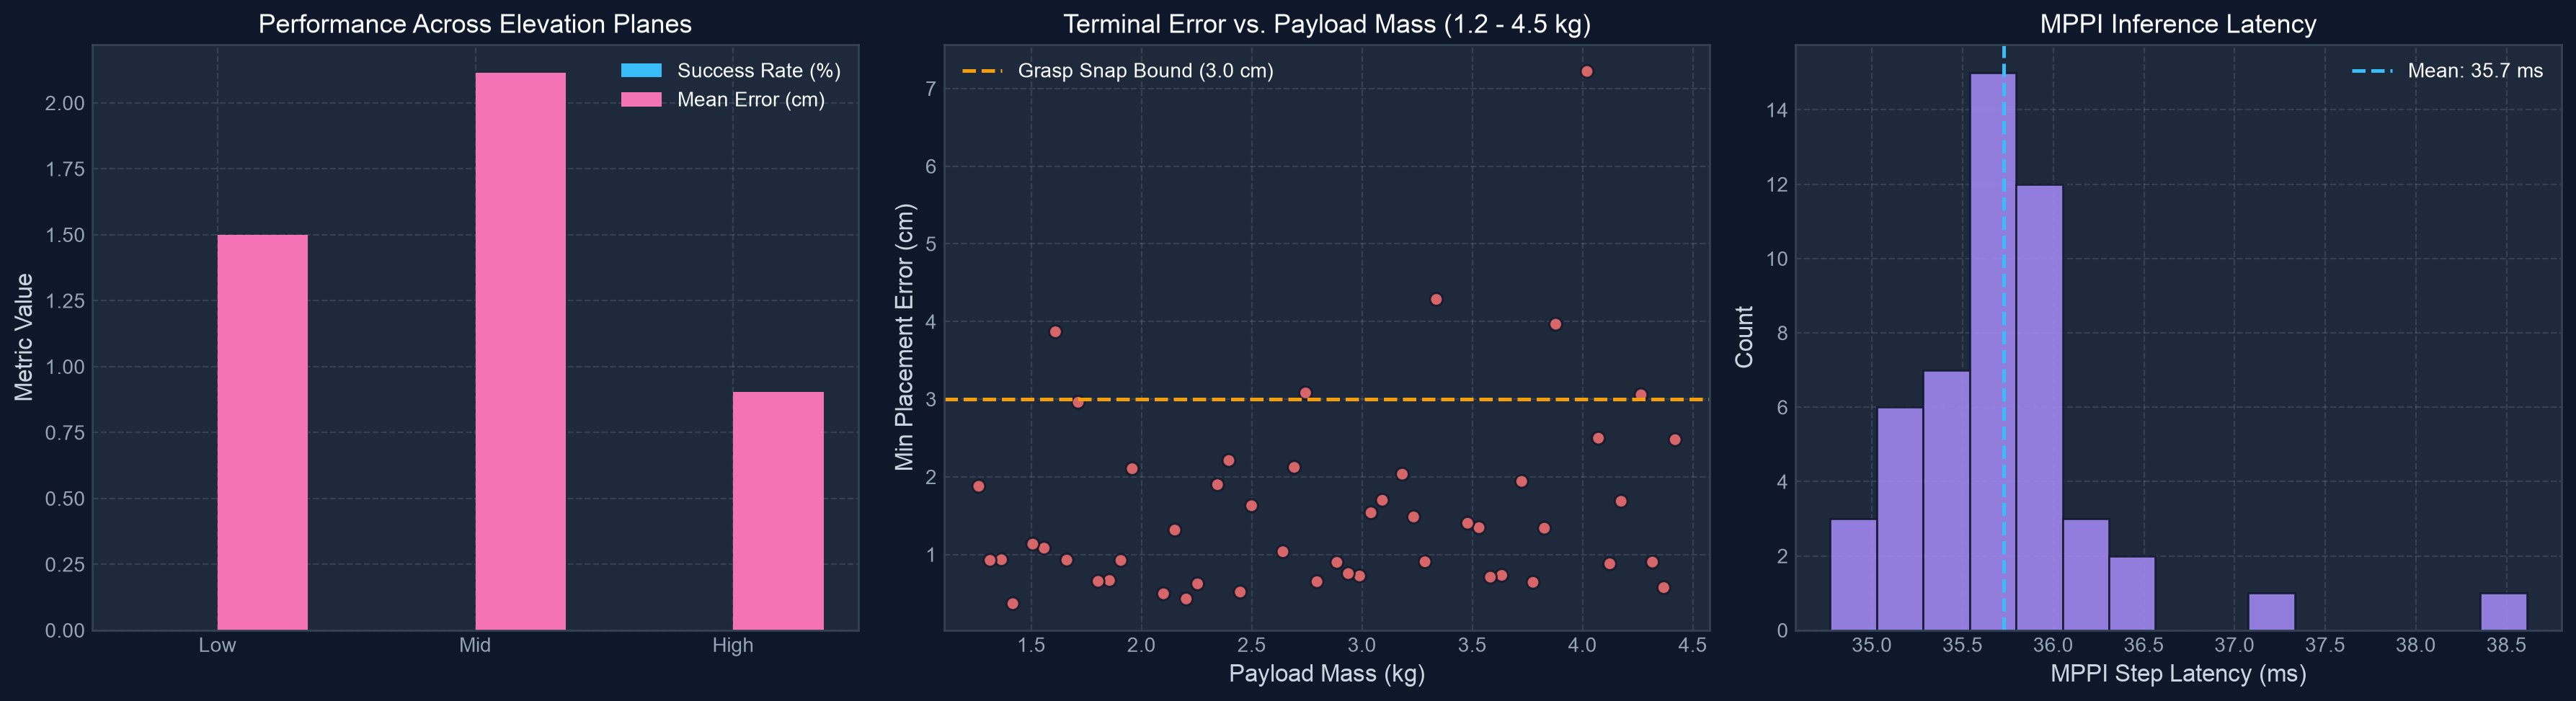 Performance Across Elevation Planes
Success Rate (%)
Mean Error (cm)
Metric Value
2.00
1.75
1.50
1.25
1.00
0.75
0.50
0.25
0.00
Low
Mid
High
Terminal Error vs. Payload Mass (1.2 - 4.5 kg)
Grasp Snap Bound (3.0 cm)
Min Placement Error (cm)
7
6
5
4
3
2
1
1.5
2.0
2.5
3.0
3.5
4.0
4.5
Payload Mass (kg)
MPPI Inference Latency
Mean: 35.7 ms
Count
14
12
10
8
6
4
2
0
35.0
35.5
36.0
36.5
37.0
37.5
38.0
38.5
MPPI Step Latency (ms)